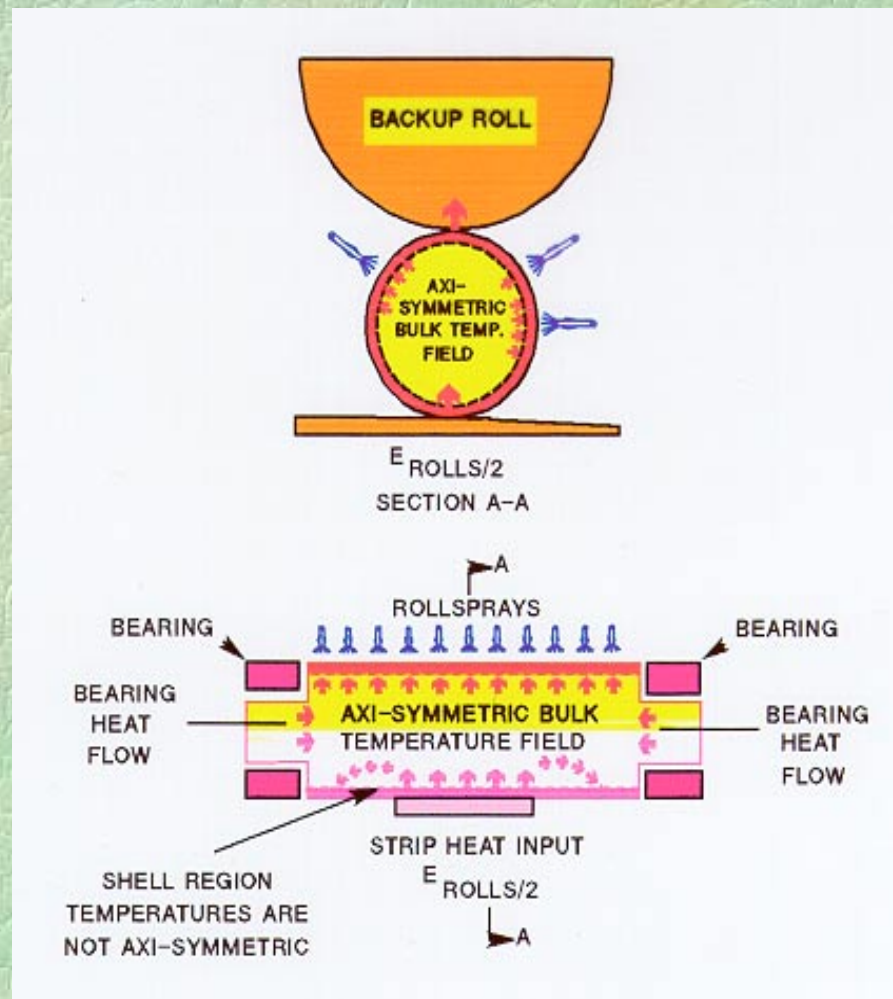 BACKUP ROLL
AXI-
SYMMETRIC
BULK TEMP.
FIELD
E ROLLS/2
SECTION A-A
A
ROLLSPRAYS
BEARING
BEARING
BEARING
HEAT
FLOW
AXI-SYMMETRIC BULK
TEMPERATURE FIELD
BEARING
HEAT
FLOW
STRIP HEAT INPUT
E ROLLS/2
A
SHELL REGION
TEMPERATURES ARE
NOT AXI-SYMMETRIC